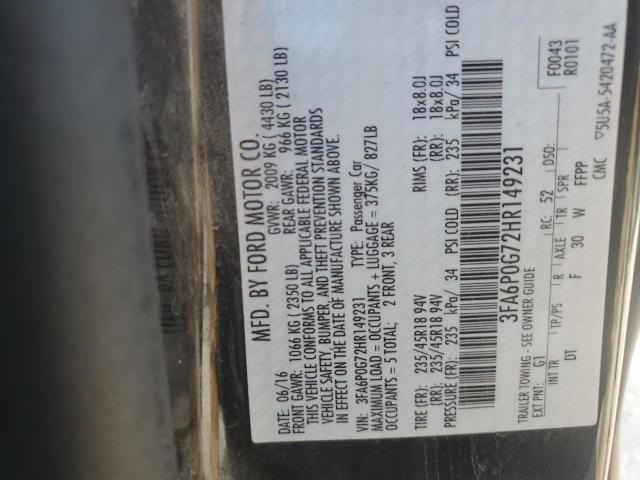 MFD. BY FORD MOTOR CO.
DATE: 06/16 GVWR: 2009 KG ( 4430 LB)
FRONT GAWR: 1066 KG ( 2350 LB) REAR GAWR: 966 KG ( 2130 LB)
THIS VEHICLE CONFORMS TO ALL APPLICABLE FEDERAL MOTOR
VEHICLE SAFETY, BUMPER, AND THEFT PREVENTION STANDARDS
IN EFFECT ON THE DATE OF MANUFACTURE SHOWN ABOVE.
VIN: 3FA6P0G72HR149231 TYPE: Passenger Car
MAXIMUM LOAD = OCCUPANTS + LUGGAGE = 375KG/ 827LB
OCCUPANTS = 5 TOTAL; 2 FRONT, 3 REAR
TIRE (FR): 235/45R18 94V RIMS (FR): 18x8.0J
(RR): 235/45R18 94V (RR): 18x8.0J
PRESSURE (FR): 235 kPa/ 34 PSI COLD (RR): 235 kPa/ 34 PSI COLD
3FA6P0G72HR149231
F0043
R0101
TRAILER TOWING - SEE OWNER GUIDE
EXT PNT: G1 RC: 52 DSO:
INT TR TP/PS R AXLE TR SPR
DT F 30 W FFPP
CMC ▽5U5A-5420472-AA